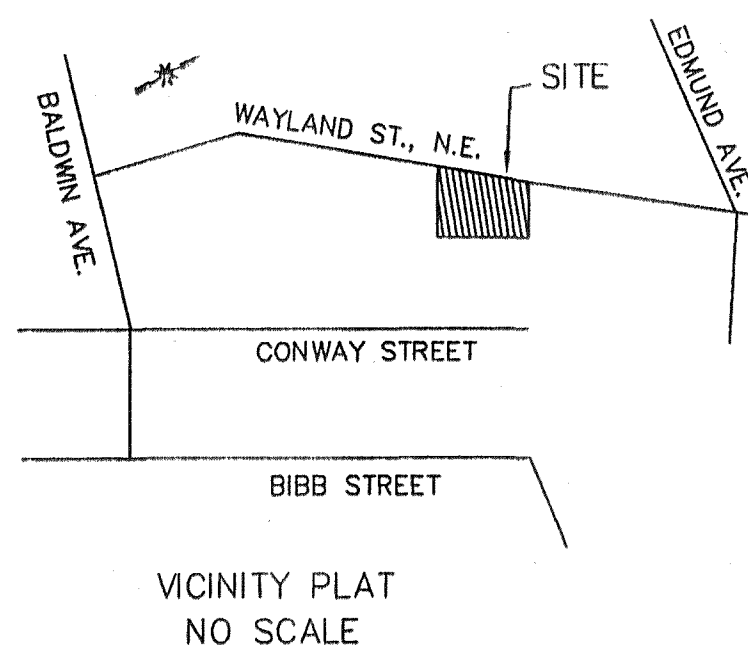 SITE
EDMUND AVE.
BALDWIN AVE.
WAYLAND ST., N.E.
CONWAY STREET
BIBB STREET
VICINITY PLAT
NO SCALE